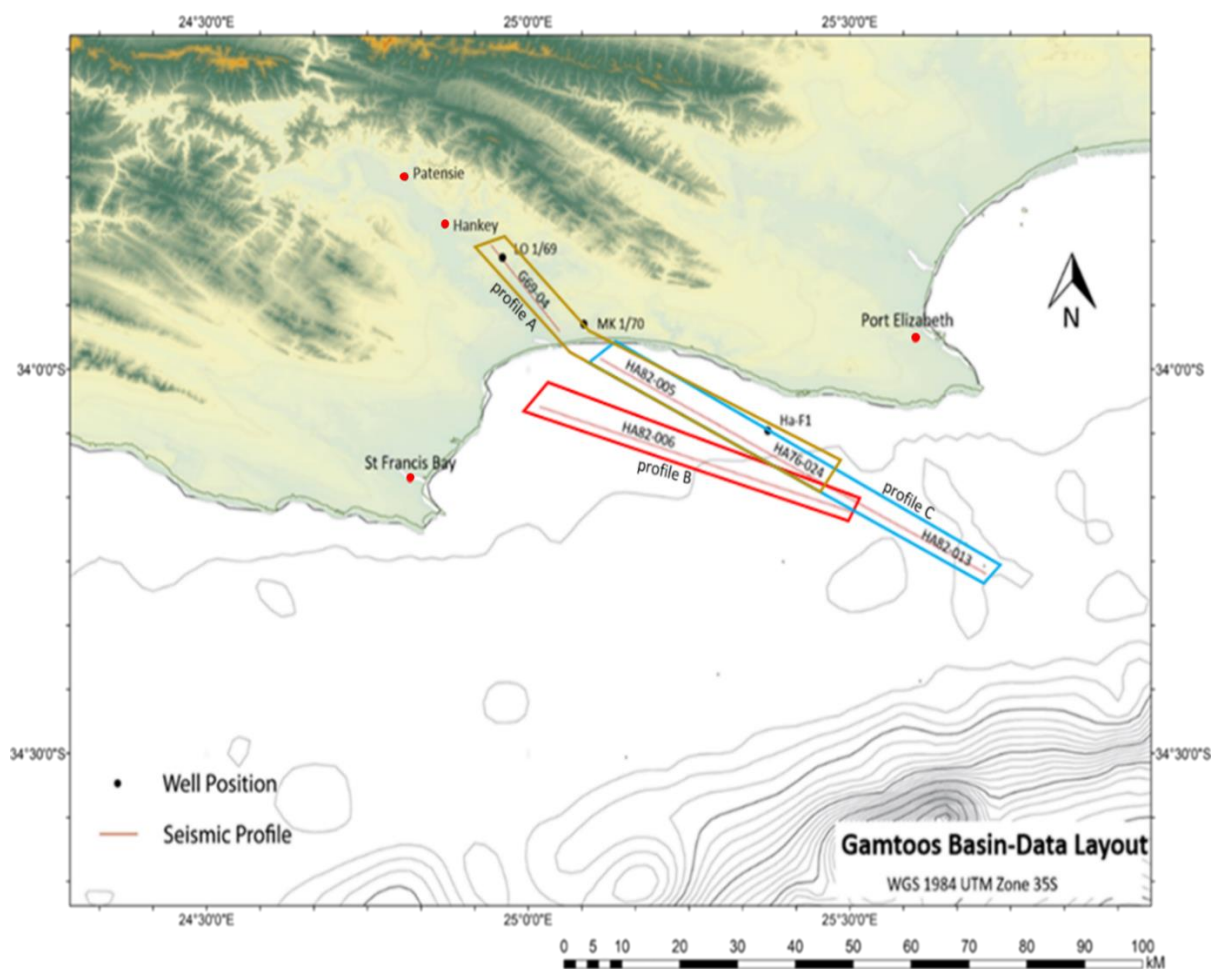 24°30'0"E
25°0'0"E
25°30'0"E
Patensie
Hankey
LO 1/69
G69-04
profile A
MK 1/70
Port Elizabeth
N
34°0'0"S
34°0'0"S
HA82-005
Ha-F1
HA82-006
HA76-024
profile B
St Francis Bay
profile C
HA82-013
34°30'0"S
34°30'0"S
Well Position
Seismic Profile
Gamtoos Basin-Data Layout
WGS 1984 UTM Zone 35S
24°30'0"E
25°0'0"E
25°30'0"E
0 5 10 20 30 40 50 60 70 80 90 100
kM